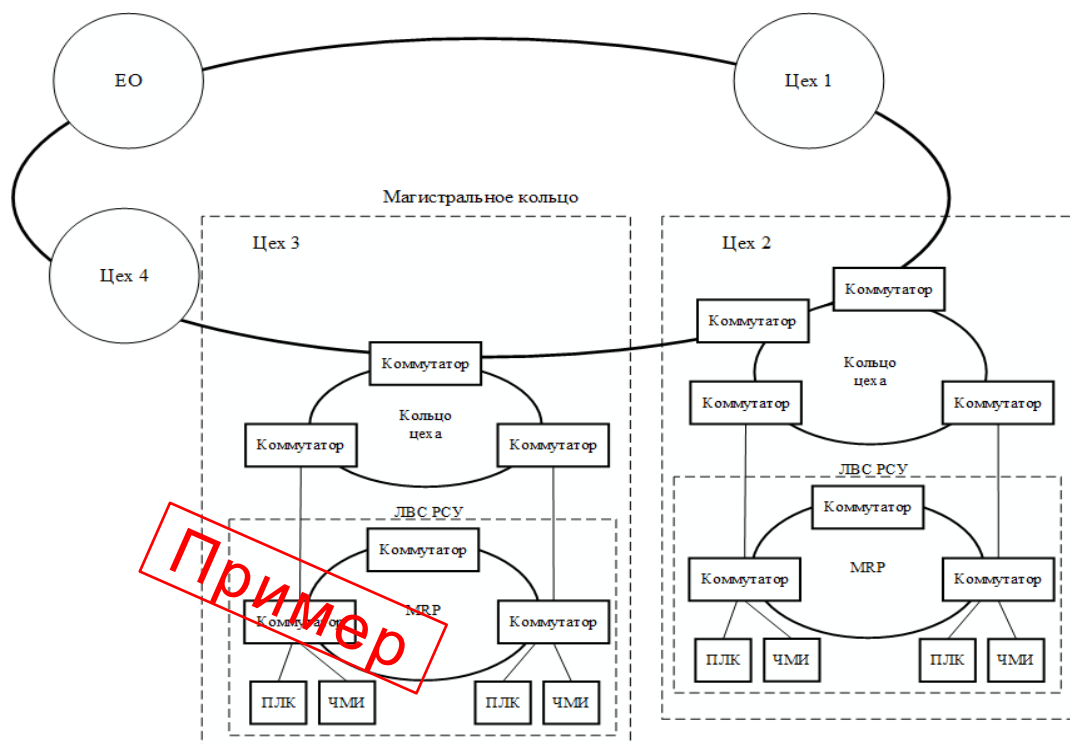 ЕО
Цех 1
Магистральное кольцо
Цех 3
Цех 2
Цех 4
Коммутатор
Коммутатор
Коммутатор
Кольцо
цеха
Коммутатор
Коммутатор
Кольцо
цеха
Коммутатор
Коммутатор
ЛВС РСУ
Коммутатор
MRP
Коммутатор
Коммутатор
ПЛК
ЧМИ
ПЛК
ЧМИ
ЛВС РСУ
Коммутатор
MRP
Коммутатор
Коммутатор
ПЛК
ЧМИ
ПЛК
ЧМИ
Пример